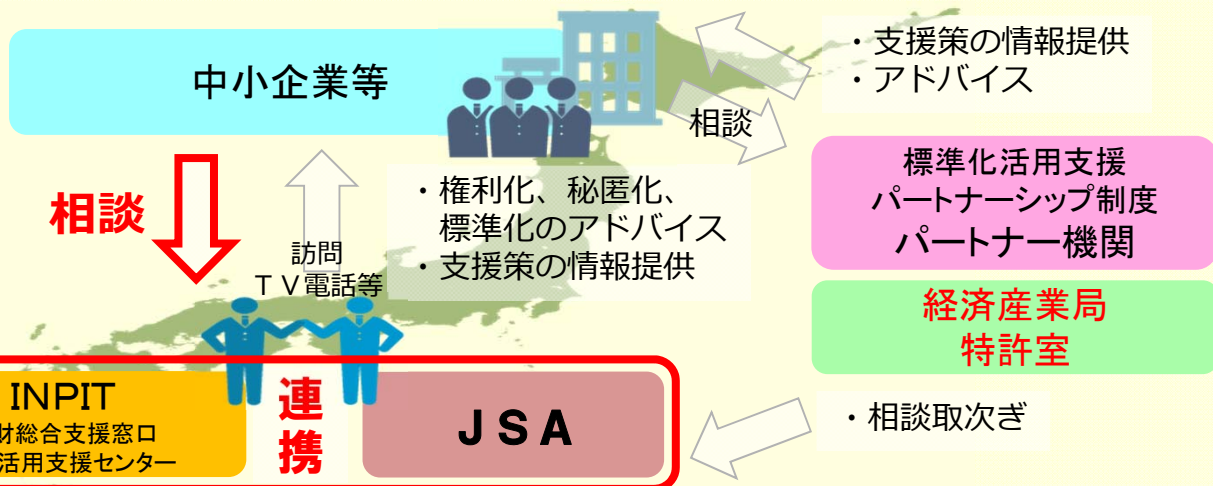 中小企業等
・支援策の情報提供
・アドバイス
相談
相談
訪問
ＴＶ電話等
・権利化、秘匿化、
標準化のアドバイス
・支援策の情報提供
標準化活用支援
パートナーシップ制度
パートナー機関
経済産業局
特許室
INPIT
財総合支援窓口
活用支援センター
連
携
ＪＳＡ
・相談取次ぎ